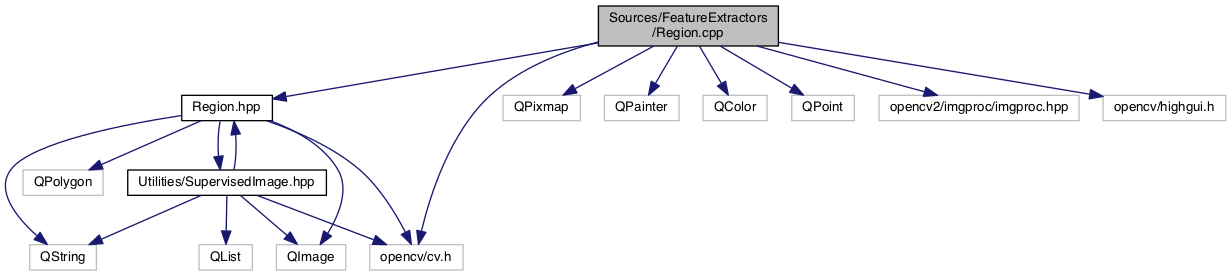 Sources/FeatureExtractors
/Region.cpp
Region.hpp
QPixmap
QPainter
QColor
QPoint
opencv2/imgproc/imgproc.hpp
opencv/highgui.h
QPolygon
Utilities/SupervisedImage.hpp
QString
QList
QImage
opencv/cv.h